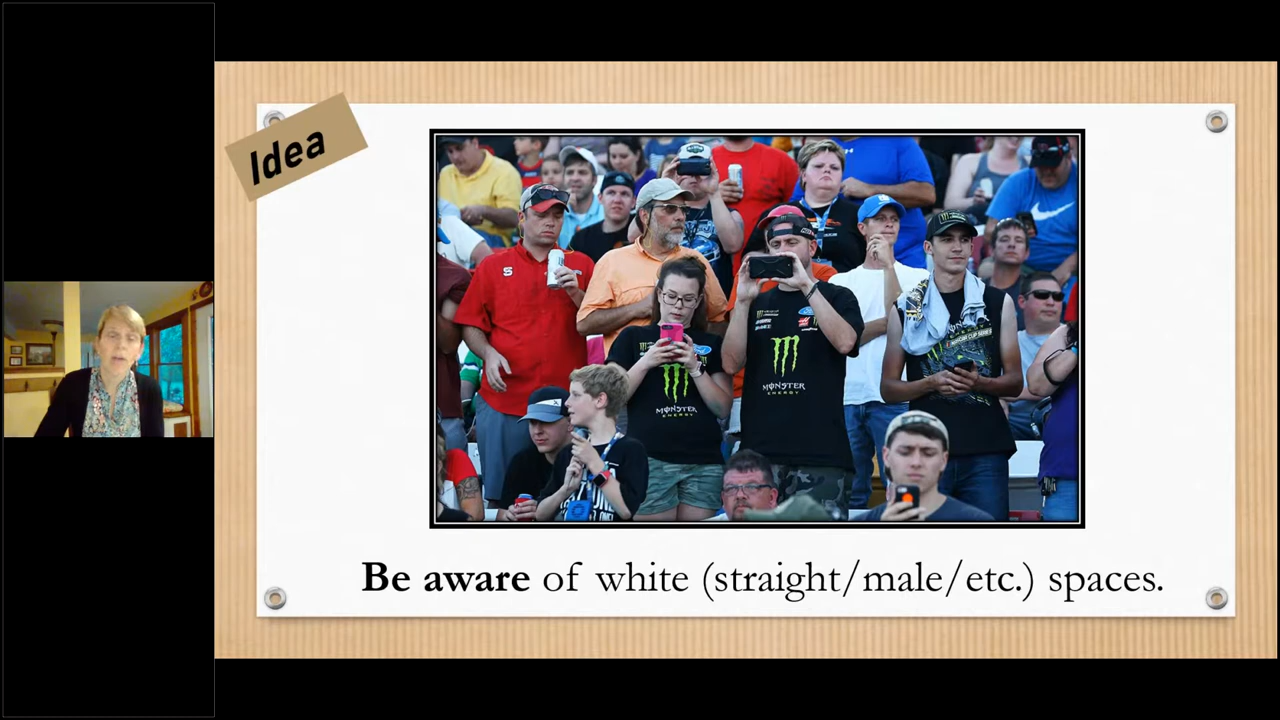 Idea
S
MONSTER
ENERGY
MONSTER
ENERGY
Be aware of white (straight/male/etc.) spaces.